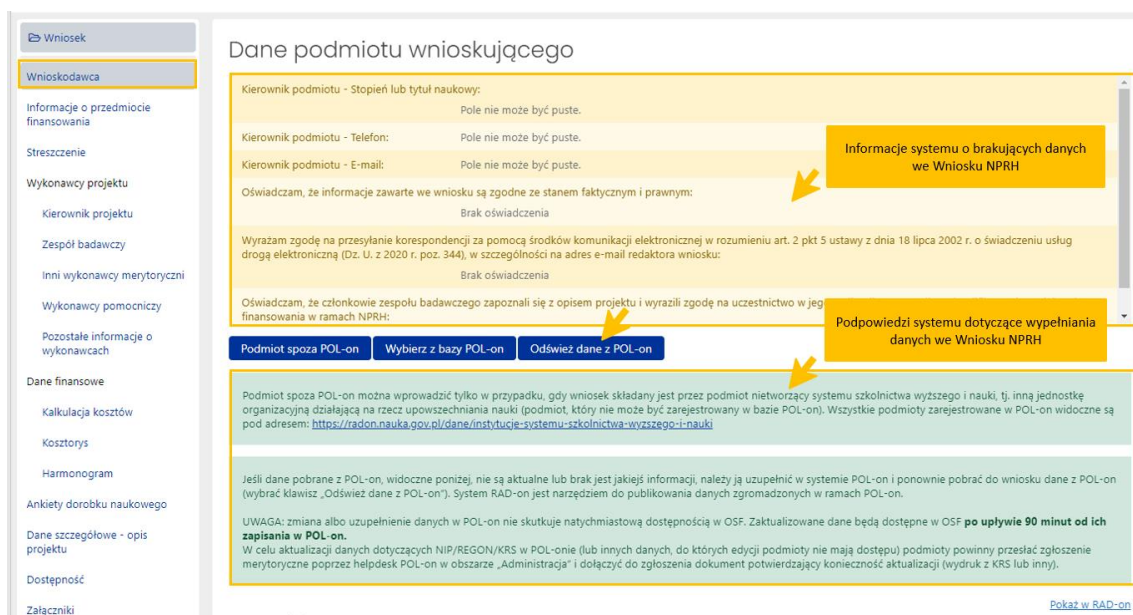 Wniosek
Wnioskodawca
Informacje o przedmiocie
finansowania
Streszczenie
Wykonawcy projektu
Kierownik projektu
Zespół badawczy
Inni wykonawcy merytoryczni
Wykonawcy pomocniczy
Pozostałe informacje o
wykonawcach
Dane finansowe
Kalkulacja kosztów
Kosztorys
Harmonogram
Ankiety dorobku naukowego
Dane szczegółowe - opis
projektu
Dostępność
Załączniki
Dane podmiotu wnioskującego
Kierownik podmiotu - Stopień lub tytuł naukowy:
Pole nie może być puste.
Kierownik podmiotu - Telefon: Pole nie może być puste.
Kierownik podmiotu - E-mail: Pole nie może być puste.
Oświadczam, że informacje zawarte we wniosku są zgodne ze stanem faktycznym i prawnym:
Brak oświadczenia
Wyrażam zgodę na przesyłanie korespondencji za pomocą środków komunikacji elektronicznej w rozumieniu art. 2 pkt 5 ustawy z dnia 18 lipca 2002 r. o świadczeniu usług
drogą elektroniczną (Dz. U. z 2020 r. poz. 344), w szczególności na adres e-mail redaktora wniosku:
Brak oświadczenia
Oświadczam, że członkowie zespołu badawczego zapoznali się z opisem projektu i wyrazili zgodę na uczestnictwo w
finansowania w ramach NPRH:
Informacje systemu o brakujących danych
we Wniosku NPRH
Podpowiedzi systemu dotyczące wypełniania
danych we Wniosku NPRH
Podmiot spoza POL-on Wybierz z bazy POL-on Odśwież dane z POL-on
Podmiot spoza POL-on można wprowadzić tylko w przypadku, gdy wniosek składany jest przez podmiot nietworzący systemu szkolnictwa wyższego i nauki, tj. inną jednostkę
organizacyjną działającą na rzecz upowszechniania nauki (podmiot, który nie może być zarejestrowany w bazie POL-on). Wszystkie podmioty zarejestrowane w POL-on widoczne są
pod adresem: https://radon.nauka.gov.pl/dane/instytucje-systemu-szkolnictwa-wyzszego-i-nauki
Jeśli dane pobrane z POL-on, widoczne poniżej, nie są aktualne lub brak jest jakiejś informacji, należy ją uzupełnić w systemie POL-on i ponownie pobrać do wniosku dane z POL-on
(wybrać klawisz „Odśwież dane z POL-on”). System RAD-on jest narzędziem do publikowania danych zgromadzonych w ramach POL-on.
UWAGA: zmiana albo uzupełnienie danych w POL-on nie skutkuje natychmiastową dostępnością w OSF. Zaktualizowane dane będą dostępne w OSF po upływie 90 minut od ich
zapisania w POL-on.
W celu aktualizacji danych dotyczących NIP/REGON/KRS w POL-onie (lub innych danych, do których edycji podmioty nie mają dostępu) podmioty powinny przesłać zgłoszenie
merytoryczne poprzez helpdesk POL-on w obszarze „Administracja” i dołączyć do zgłoszenia dokument potwierdzający konieczność aktualizacji (wydruk z KRS lub inny).
Pokaż w RAD-on